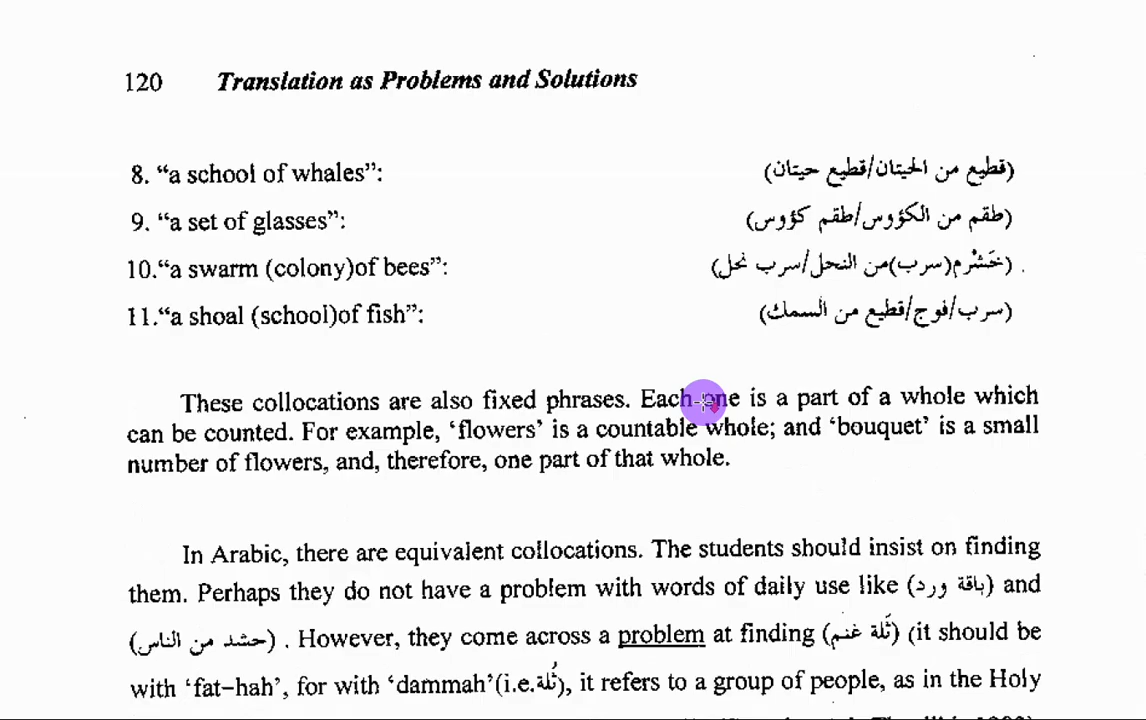 120 Translation as Problems and Solutions
8. “a school of whales”: (قطيع من الحيتان/قطيع حيتان)
9. “a set of glasses”: (طقم من الكؤوس/طقم كؤوس)
10.“a swarm (colony)of bees”: (خَشْرم(سرب)من النحل/سرب نحل) .
11.“a shoal (school)of fish”: (سرب/فوج/قطيع من السمك)
These collocations are also fixed phrases. Each one is a part of a whole which
can be counted. For example, ‘flowers’ is a countable whole; and ‘bouquet’ is a small
number of flowers, and, therefore, one part of that whole.
In Arabic, there are equivalent collocations. The students should insist on finding
them. Perhaps they do not have a problem with words of daily use like (باقة ورد) and
(حشد من الناس) . However, they come across a problem at finding (ثَلة غنم) (it should be
with ‘fat-hah’, for with ‘dammah’(i.e.ثُلة), it refers to a group of people, as in the Holy